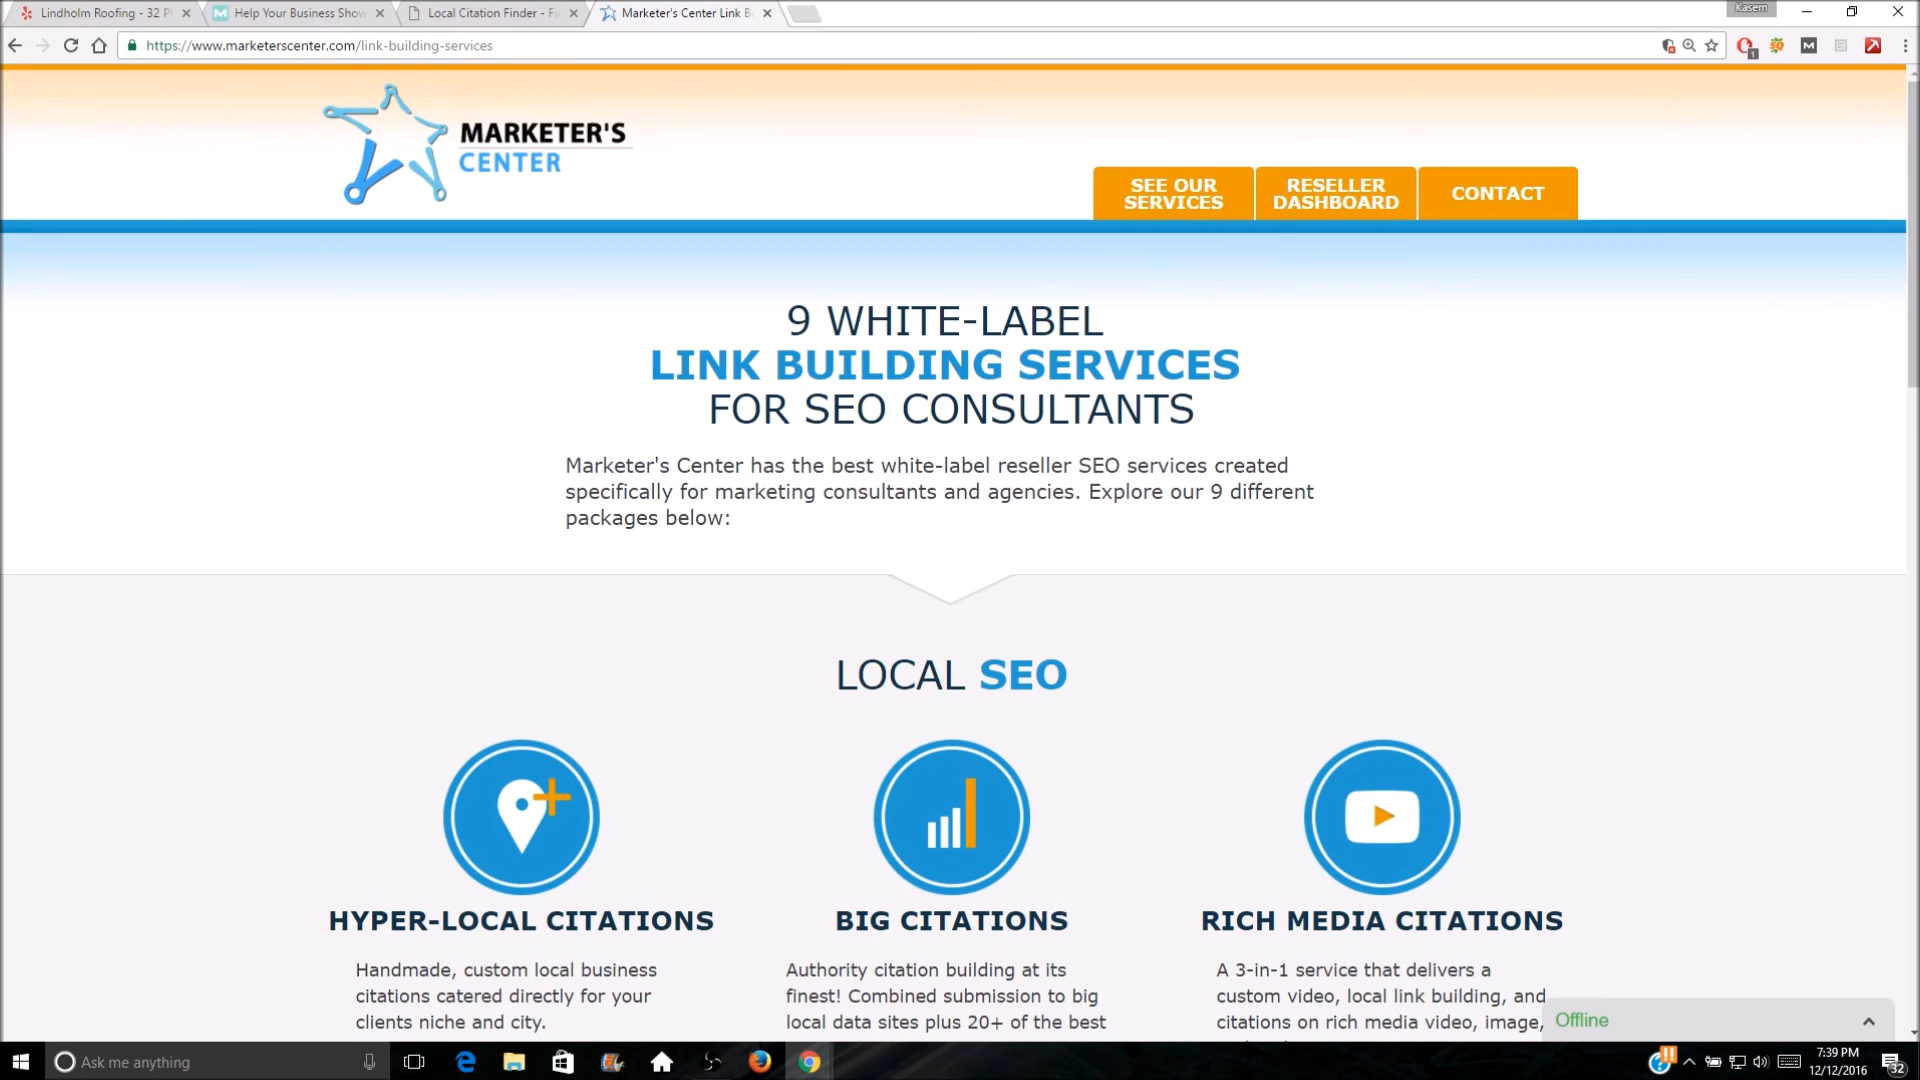 Lindholm Roofing - 32 P
Help Your Business Show
Local Citation Finder - F
Marketer's Center Link B
Kasem
https://www.marketerscenter.com/link-building-services
MARKETER'S
CENTER
SEE OUR
SERVICES
RESELLER
DASHBOARD
CONTACT
9 WHITE-LABEL
LINK BUILDING SERVICES
FOR SEO CONSULTANTS
Marketer's Center has the best white-label reseller SEO services created
specifically for marketing consultants and agencies. Explore our 9 different
packages below:
LOCAL SEO
HYPER-LOCAL CITATIONS
Handmade, custom local business
citations catered directly for your
clients niche and city.
BIG CITATIONS
Authority citation building at its
finest! Combined submission to big
local data sites plus 20+ of the best
RICH MEDIA CITATIONS
A 3-in-1 service that delivers a
custom video, local link building, and
citations on rich media video, image,
Offline
Ask me anything
7:39 PM
12/12/2016
32